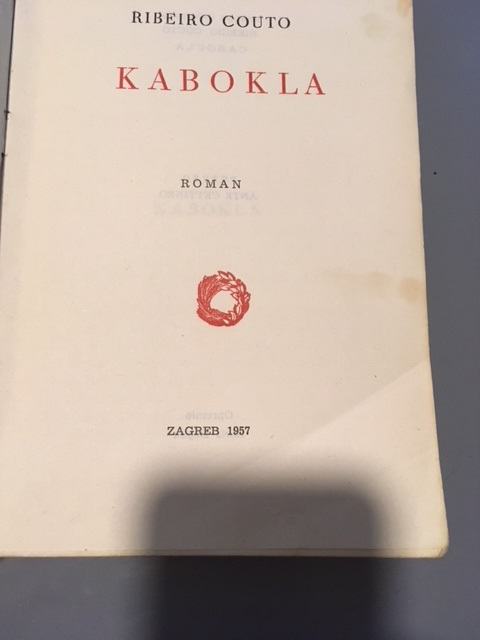 RIBEIRO COUTO
KABOKLA
ROMAN
ZAGREB 1957